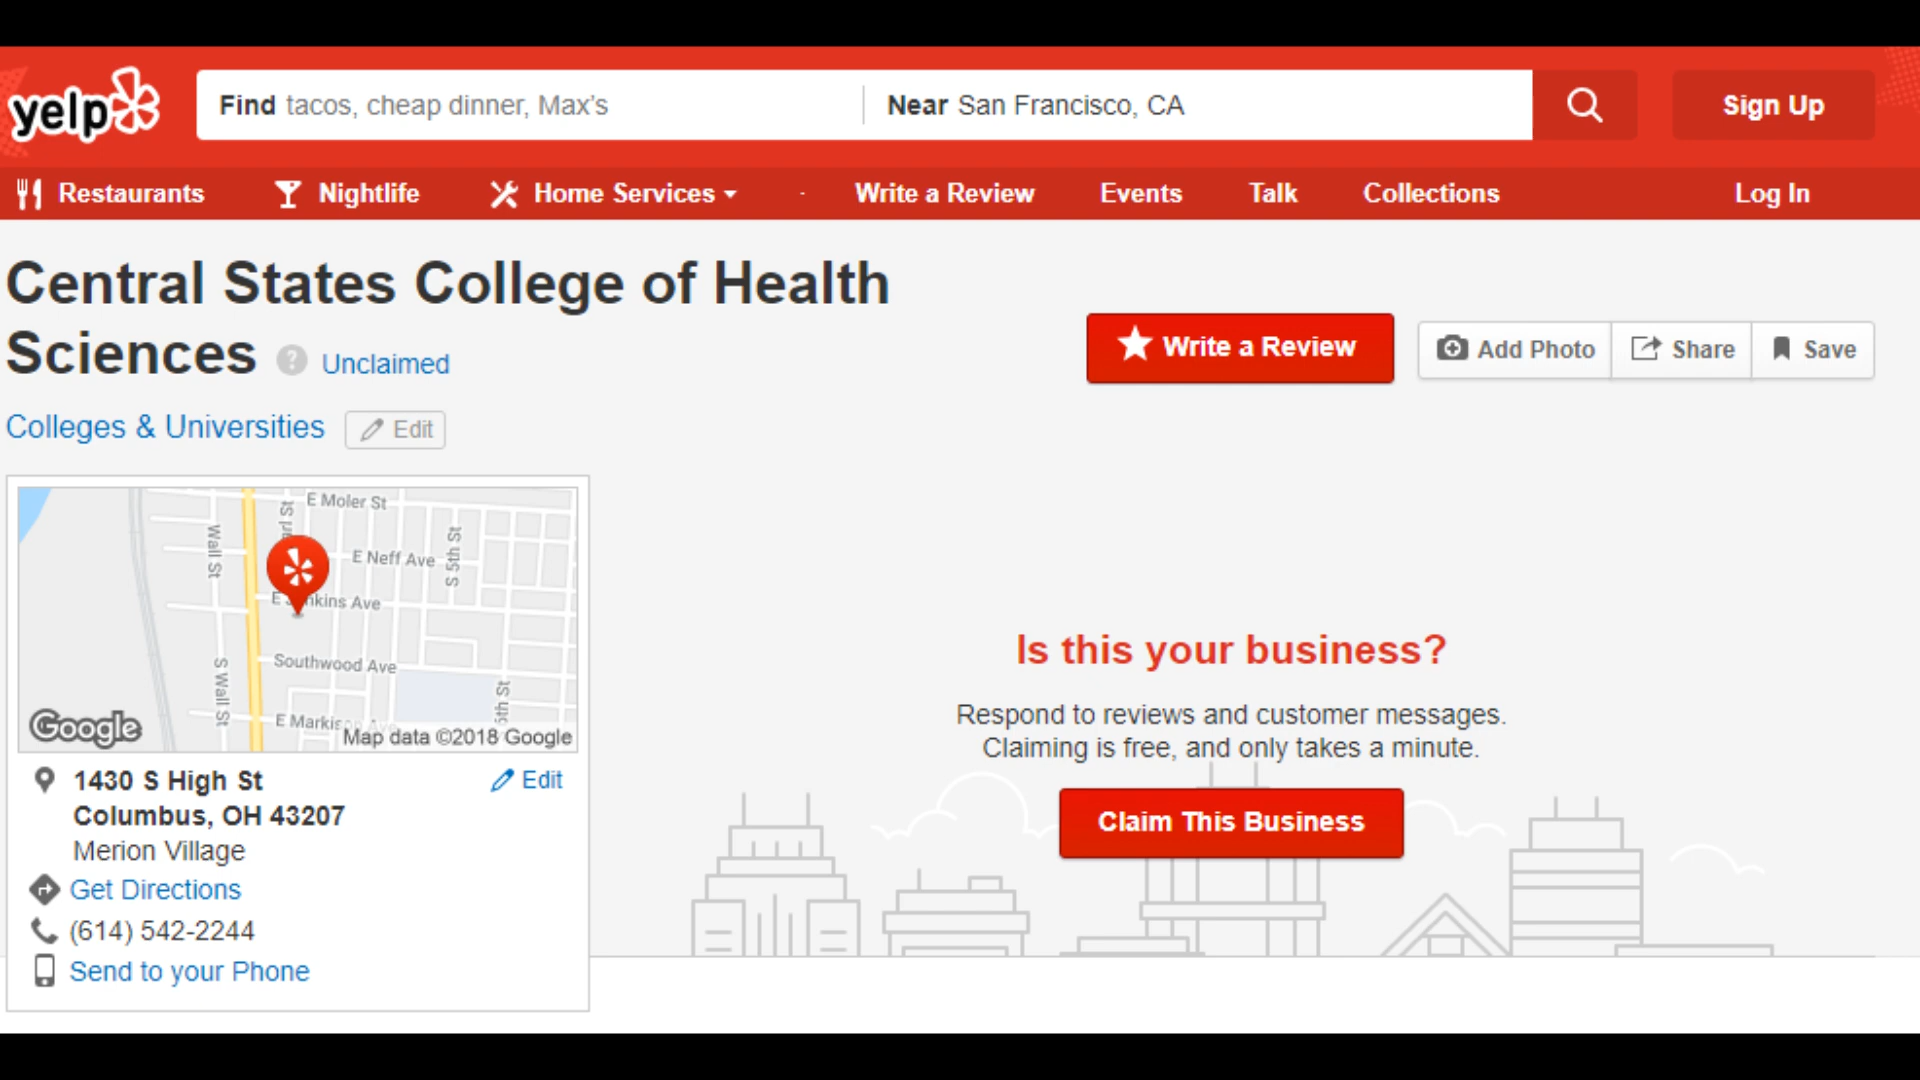 yelp
Find tacos, cheap dinner, Max's
Near San Francisco, CA
Sign Up
Restaurants
Nightlife
Home Services
Write a Review
Events
Talk
Collections
Log In
Central States College of Health
Sciences
? Unclaimed
Write a Review
Add Photo
Share
Save
Colleges & Universities
Edit
E Moler St
Wall St
E Neff Ave
S 5th St
Southwood Ave
S Wall St
5th St
Google
Map data ©2018 Google
1430 S High St
Edit
Columbus, OH 43207
Merion Village
Get Directions
(614) 542-2244
Send to your Phone
Is this your business?
Respond to reviews and customer messages.
Claiming is free, and only takes a minute.
Claim This Business